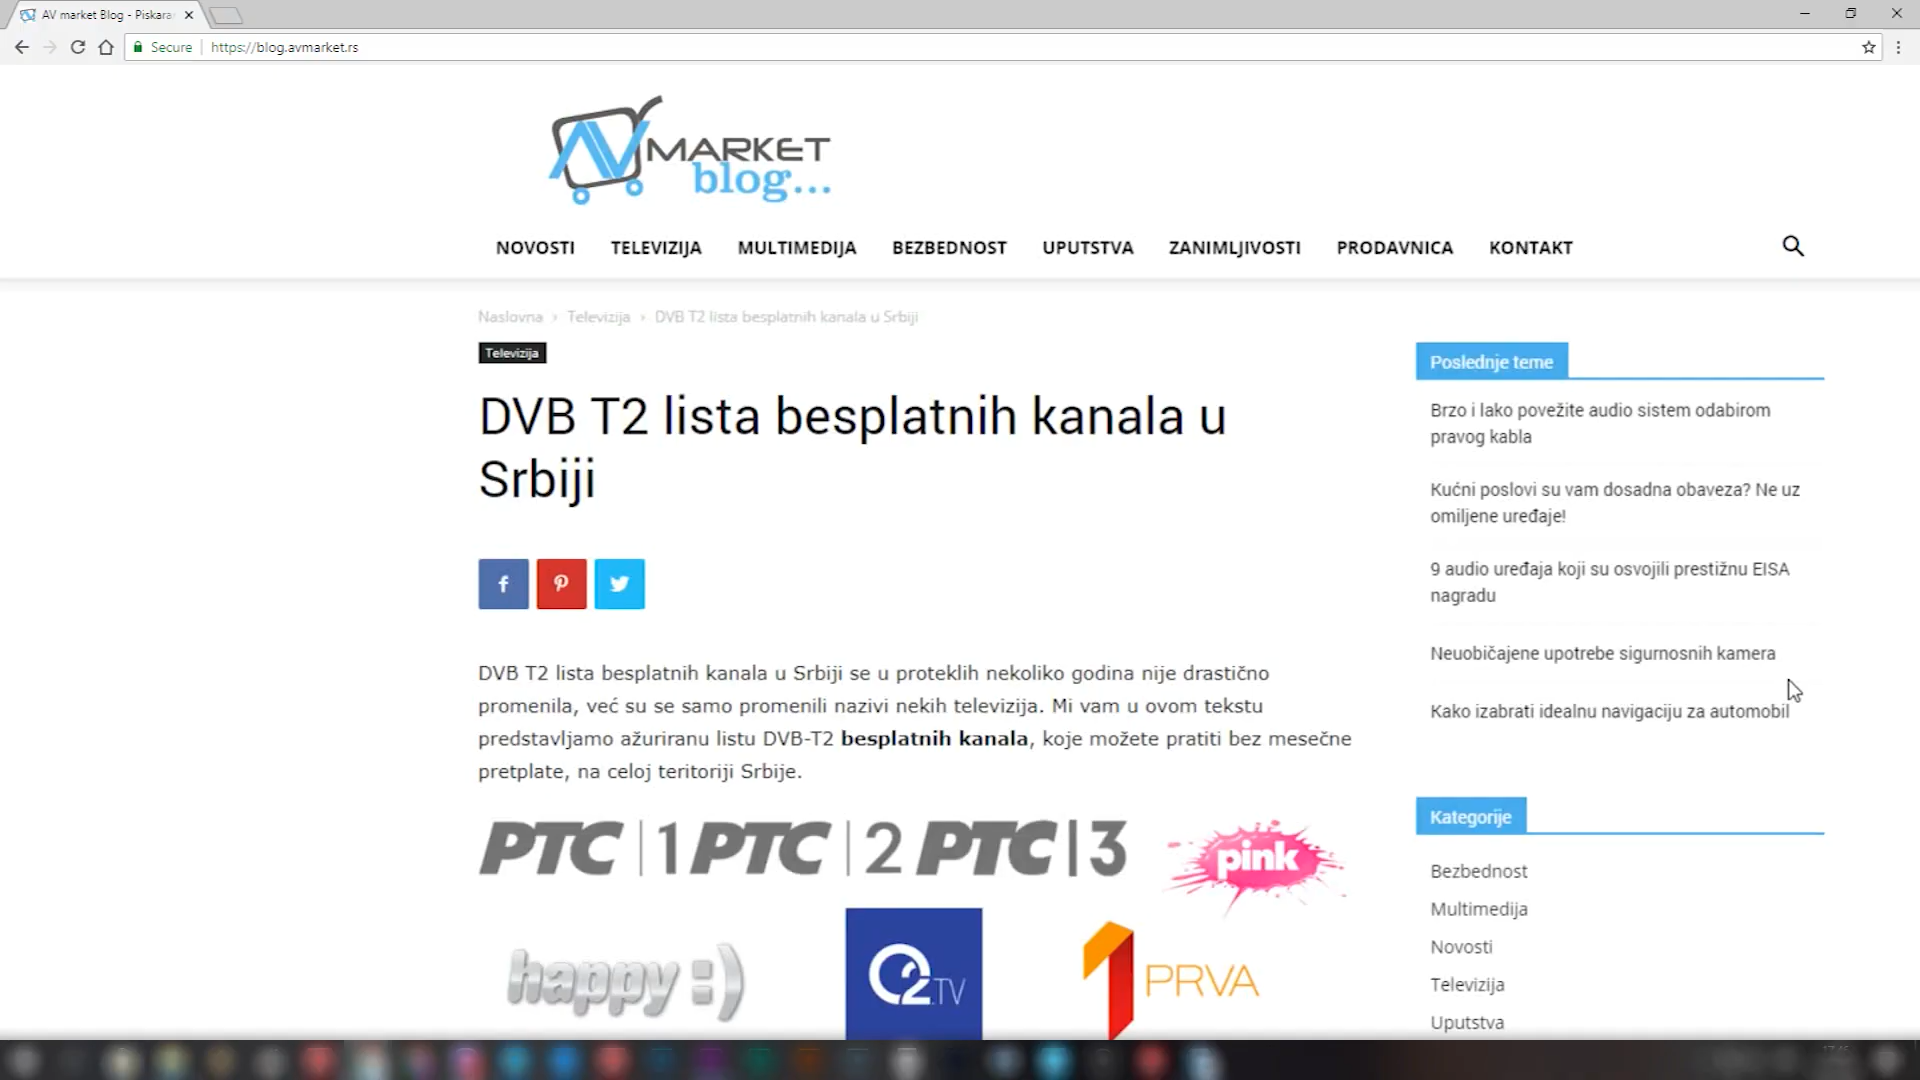 AV market Blog - Piskara
Secure
https://blog.avmarket.rs
AV MARKET
blog...
NOVOSTI TELEVIZIJA MULTIMEDIJA BEZBEDNOST UPUTSTVA ZANIMLJIVOSTI PRODAVNICA KONTAKT
Naslovna › Televizija › DVB T2 lista besplatnih kanala u Srbiji
Televizija
DVB T2 lista besplatnih kanala u
Srbiji
DVB T2 lista besplatnih kanala u Srbiji se u proteklih nekoliko godina nije drastično
promenila, već su se samo promenili nazivi nekih televizija. Mi vam u ovom tekstu
predstavljamo ažuriranu listu DVB-T2 besplatnih kanala, koje možete pratiti bez mesečne
pretplate, na celoj teritoriji Srbije.
РТС | 1 РТС | 2 РТС | 3 pink
happy :) O2.TV 1 PRVA
Poslednje teme
Brzo i lako povežite audio sistem odabirom
pravog kabla
Kućni poslovi su vam dosadna obaveza? Ne uz
omiljene uređaje!
9 audio uređaja koji su osvojili prestižnu EISA
nagradu
Neuobičajene upotrebe sigurnosnih kamera
Kako izabrati idealnu navigaciju za automobil
Kategorije
Bezbednost
Multimedija
Novosti
Televizija
Uputstva